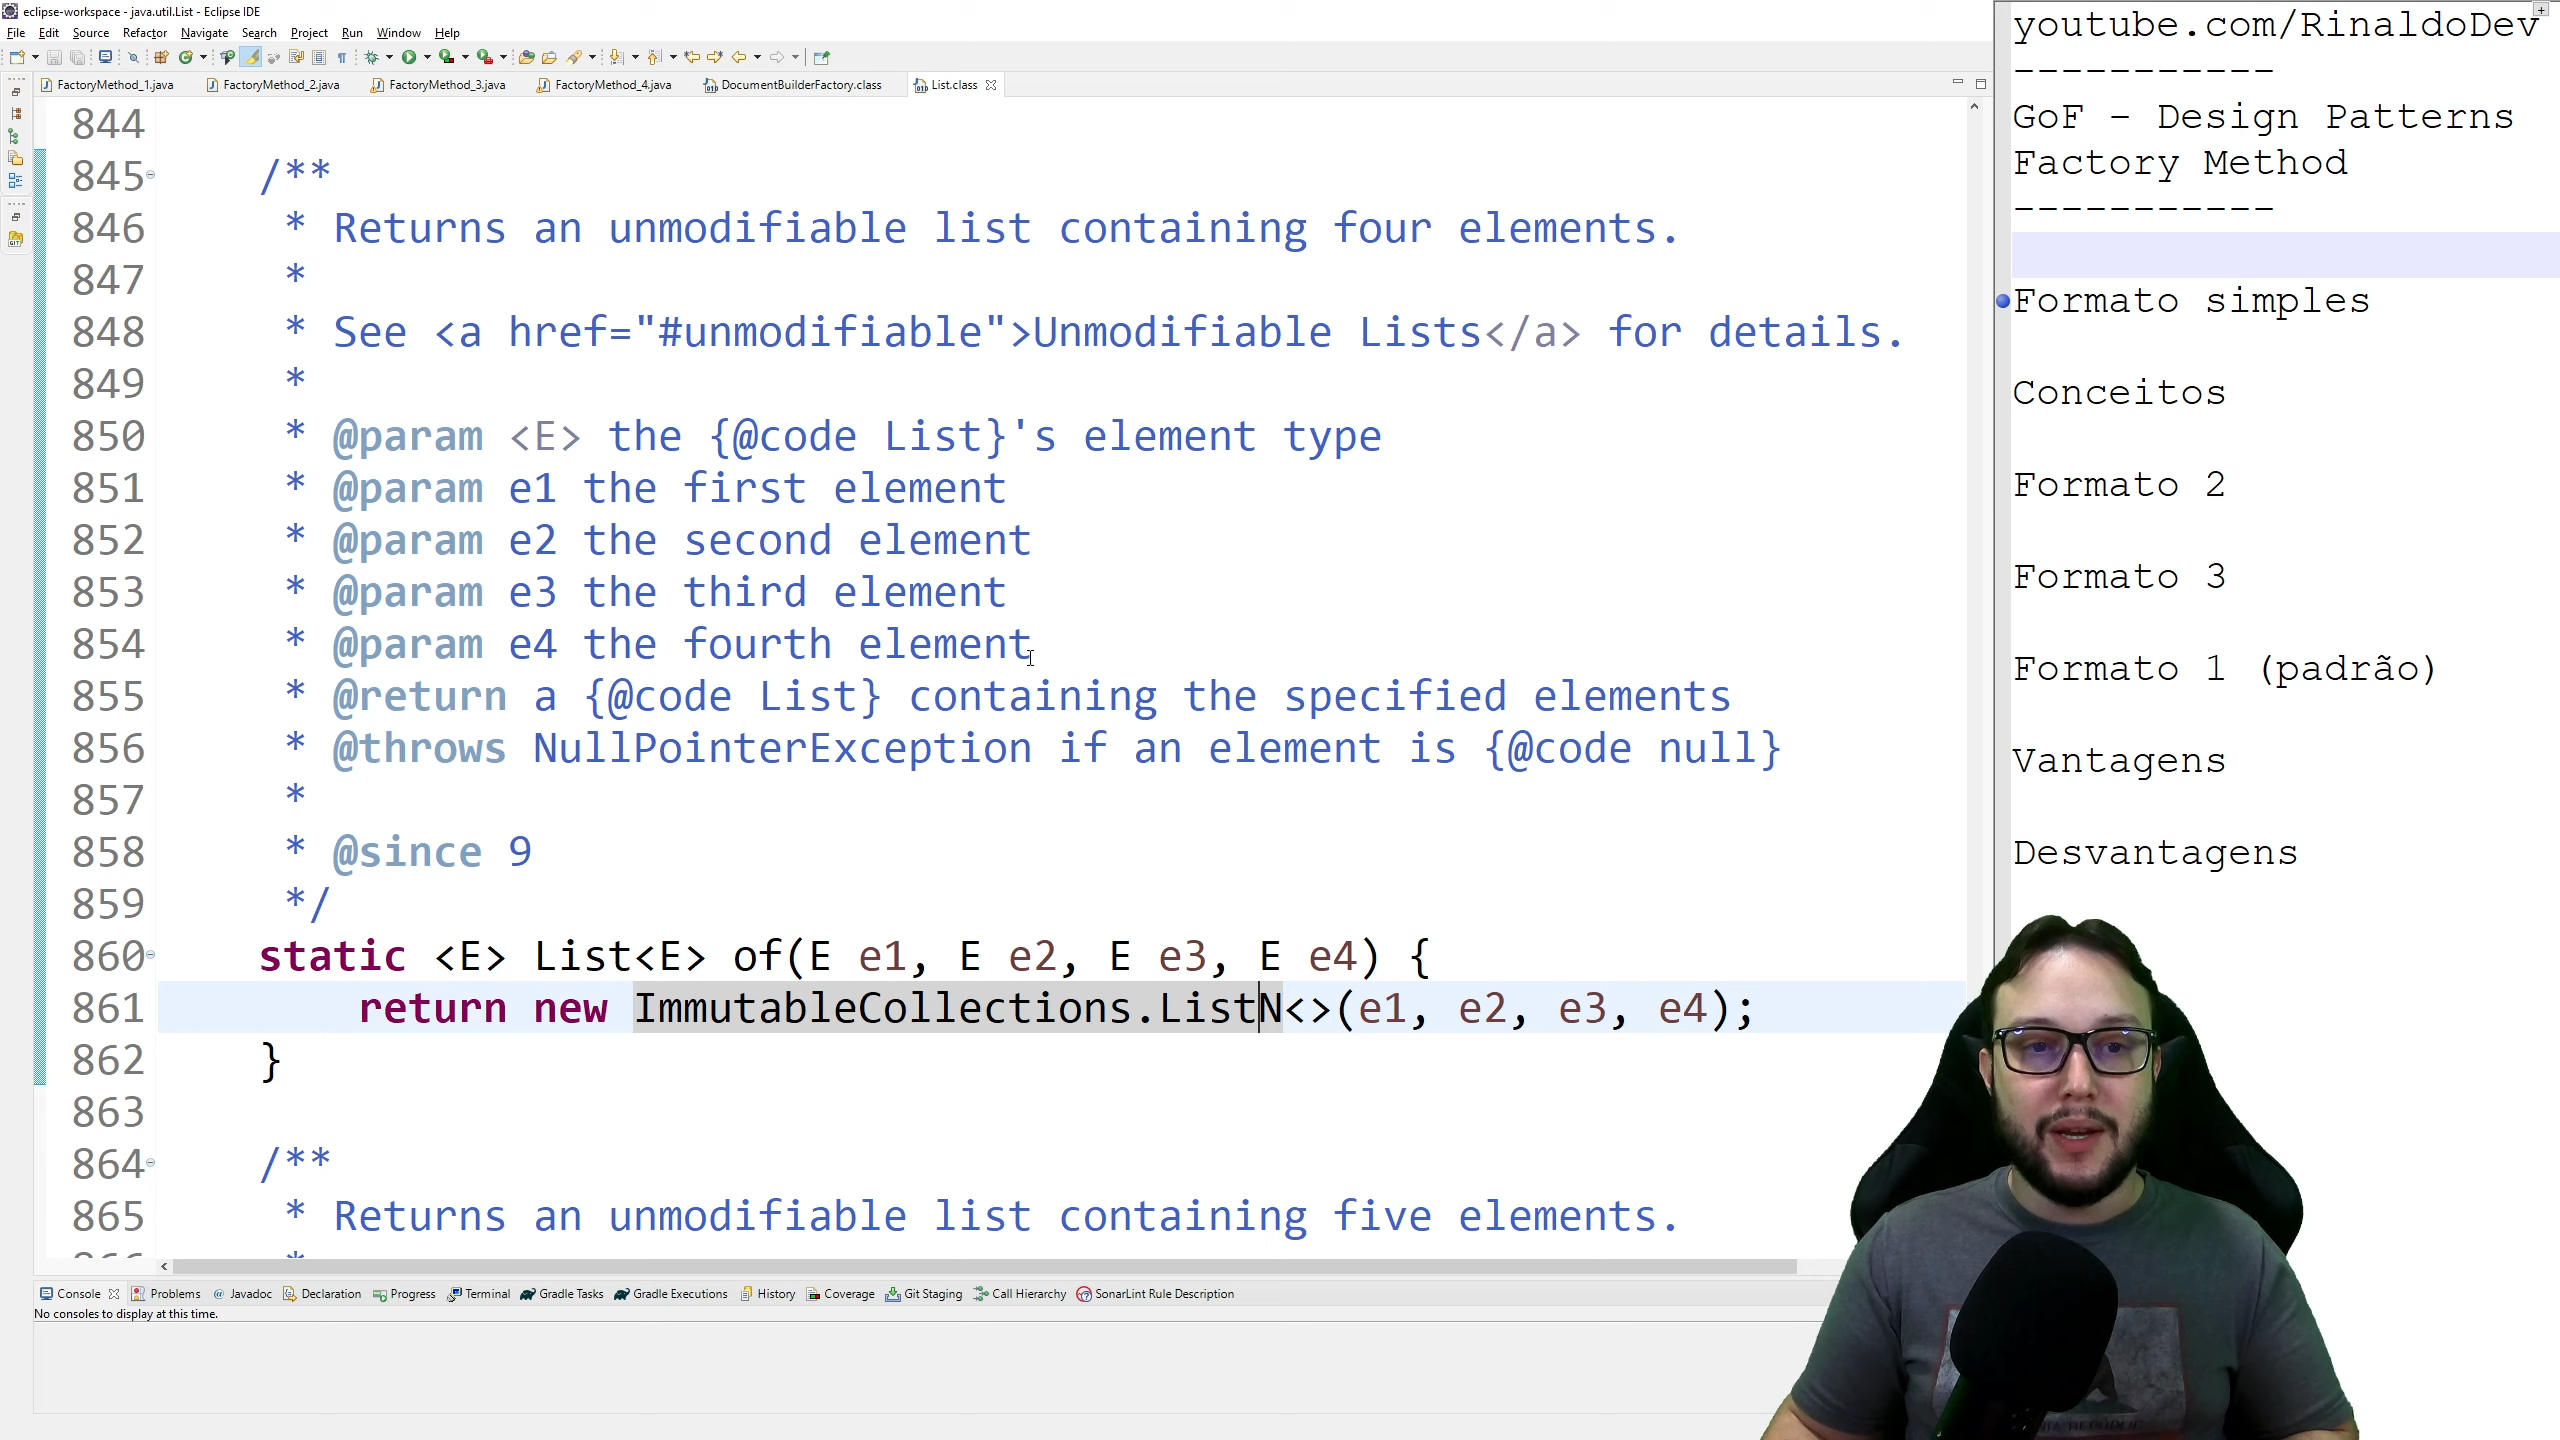 eclipse-workspace - java.util.List - Eclipse IDE
File Edit Source Refactor Navigate Search Project Run Window Help
FactoryMethod_1.java FactoryMethod_2.java FactoryMethod_3.java FactoryMethod_4.java DocumentBuilderFactory.class List.class
844
845 /**
846 * Returns an unmodifiable list containing four elements.
847 *
848 * See <a href="#unmodifiable">Unmodifiable Lists</a> for details.
849 *
850 * @param <E> the {@code List}'s element type
851 * @param e1 the first element
852 * @param e2 the second element
853 * @param e3 the third element
854 * @param e4 the fourth element
855 * @return a {@code List} containing the specified elements
856 * @throws NullPointerException if an element is {@code null}
857 *
858 * @since 9
859 */
860 static <E> List<E> of(E e1, E e2, E e3, E e4) {
861 return new ImmutableCollections.ListN<>(e1, e2, e3, e4);
862 }
863
864 /**
865 * Returns an unmodifiable list containing five elements.
Console Problems Javadoc Declaration Progress Terminal Gradle Tasks Gradle Executions History Coverage Git Staging Call Hierarchy SonarLint Rule Description
No consoles to display at this time.
youtube.com/RinaldoDev
-----------
GoF - Design Patterns
Factory Method
-----------
Formato simples
Conceitos
Formato 2
Formato 3
Formato 1 (padrão)
Vantagens
Desvantagens